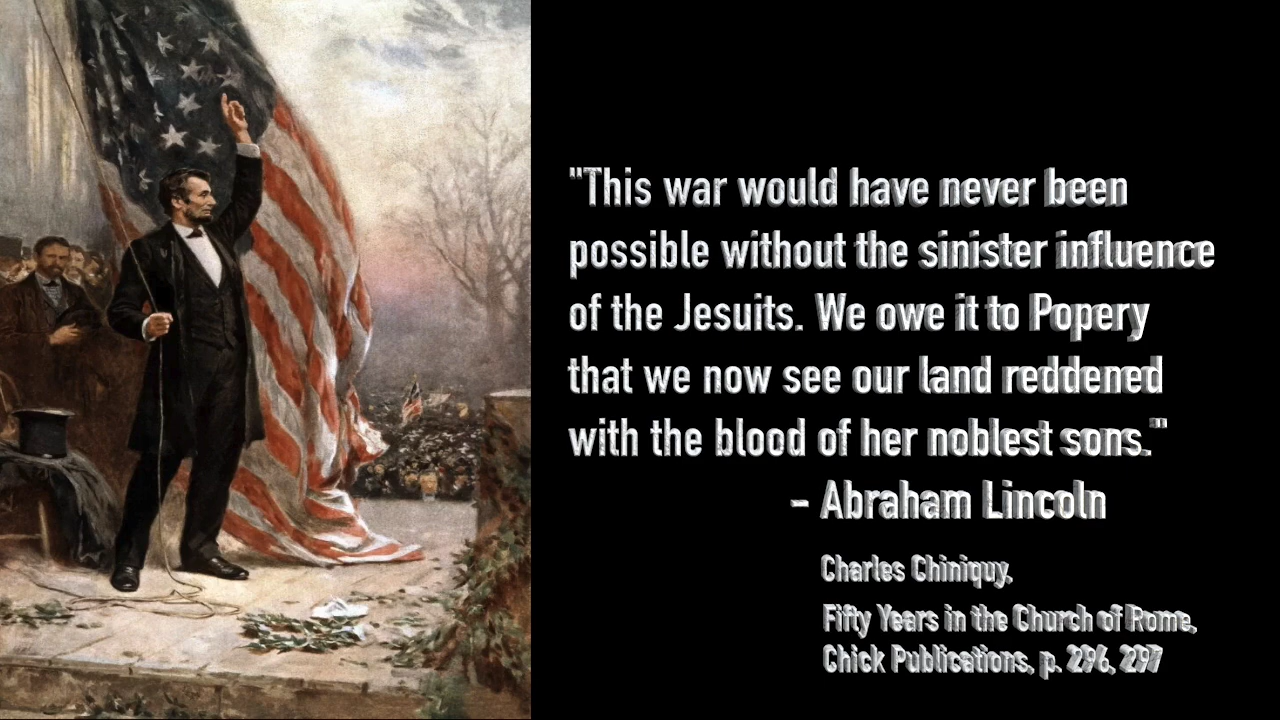 "This war would have never been
possible without the sinister influence
of the Jesuits. We owe it to Popery
that we now see our land reddened
with the blood of her noblest sons."
- Abraham Lincoln
Charles Chiniquy,
Fifty Years in the Church of Rome,
Chick Publications, p. 296, 297